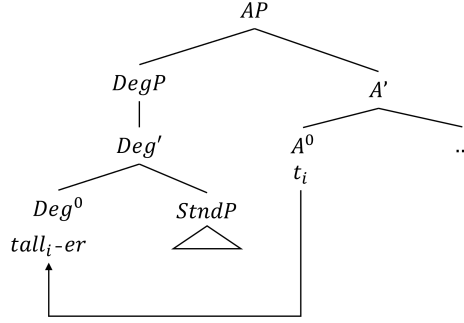 AP
DegP A'
Deg′ A⁰ ..
tᵢ
Deg⁰ StndP
tallᵢ-er